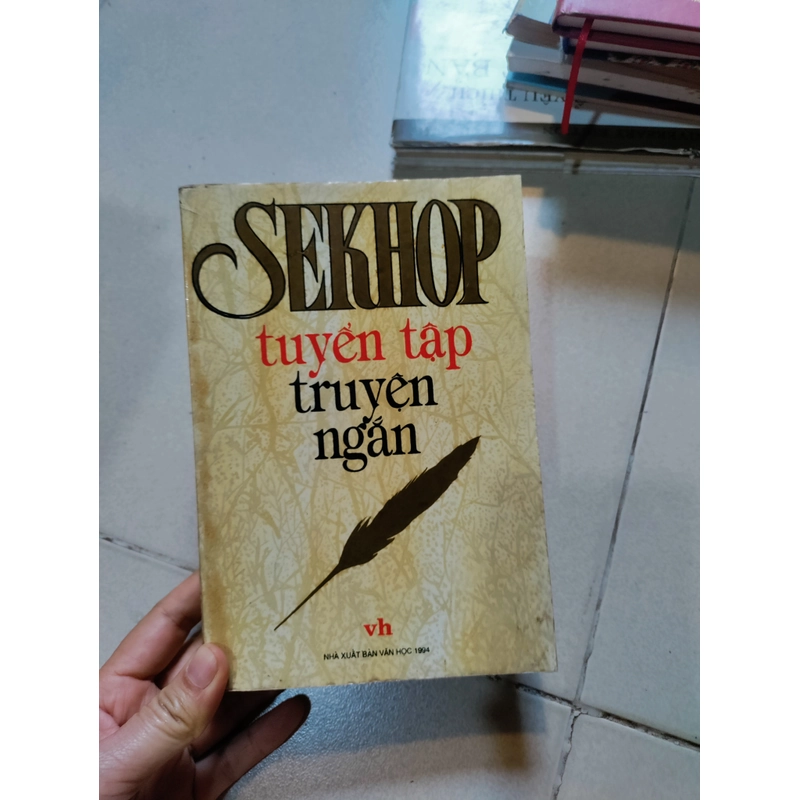 SEKHOP
tuyển tập
truyện
ngắn
vh
NHÀ XUẤT BẢN VĂN HỌC 1994